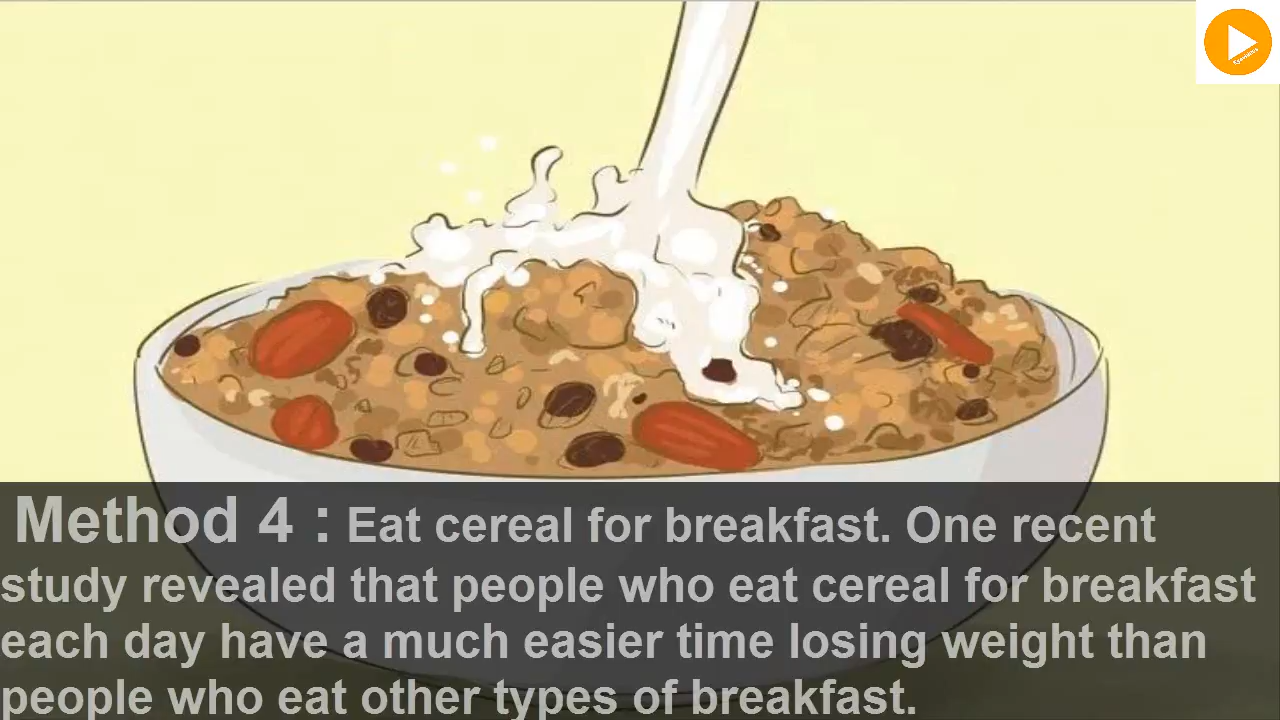 Method 4 : Eat cereal for breakfast. One recent
study revealed that people who eat cereal for breakfast
each day have a much easier time losing weight than
people who eat other types of breakfast.